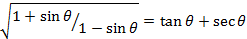 √(1 + sin θ / 1 − sin θ) = tan θ + sec θ